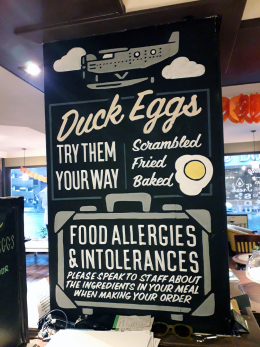 Duck Eggs
TRY THEM
YOUR WAY
Scrambled
Fried
Baked
FOOD ALLERGIES
& INTOLERANCES
PLEASE SPEAK TO STAFF ABOUT
THE INGREDIENTS IN YOUR MEAL
WHEN MAKING YOUR ORDER
EGGS